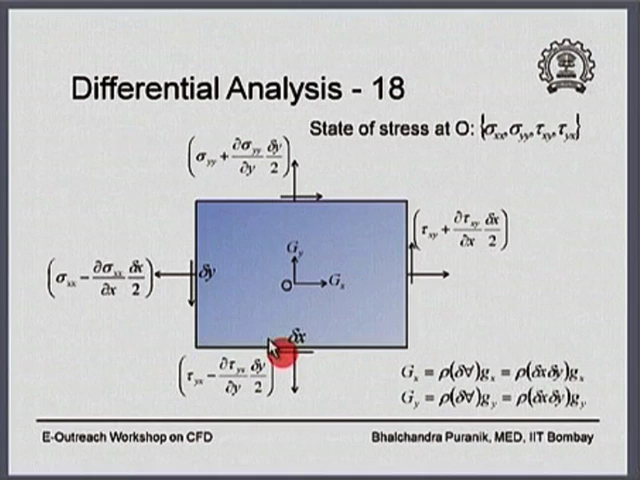 Differential Analysis - 18
State of stress at O: {σxx, σyy, τxy, τyx}
(σyy + ∂σyy/∂y δy/2)
(τxy + ∂τxy/∂x δx/2)
Gy
(σxx − ∂σxx/∂x δx/2)
δy
O
Gx
δx
(τyx − ∂τyx/∂y δy/2)
Gx = ρ(δ∀)gx = ρ(δxδy)gx
Gy = ρ(δ∀)gy = ρ(δxδy)gy
E-Outreach Workshop on CFD
Bhalchandra Puranik, MED, IIT Bombay